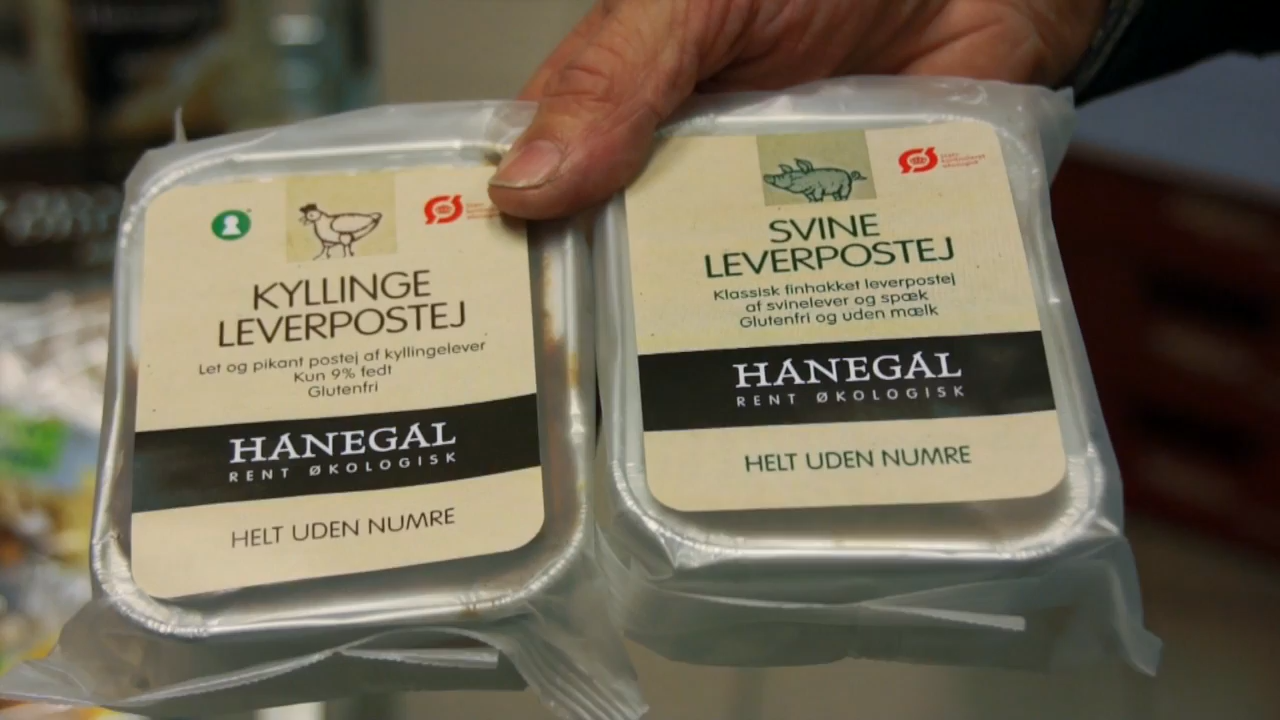 KYLLINGE
LEVERPOSTEJ
Let og pikant postej af kyllingelever
Kun 9% fedt
Glutenfri
HANEGAL
RENT ØKOLOGISK
HELT UDEN NUMRE
SVINE
LEVERPOSTEJ
Klassisk finhakket leverpostej
af svinelever og spæk
Glutenfri og uden mælk
HANEGAL
RENT ØKOLOGISK
HELT UDEN NUMRE